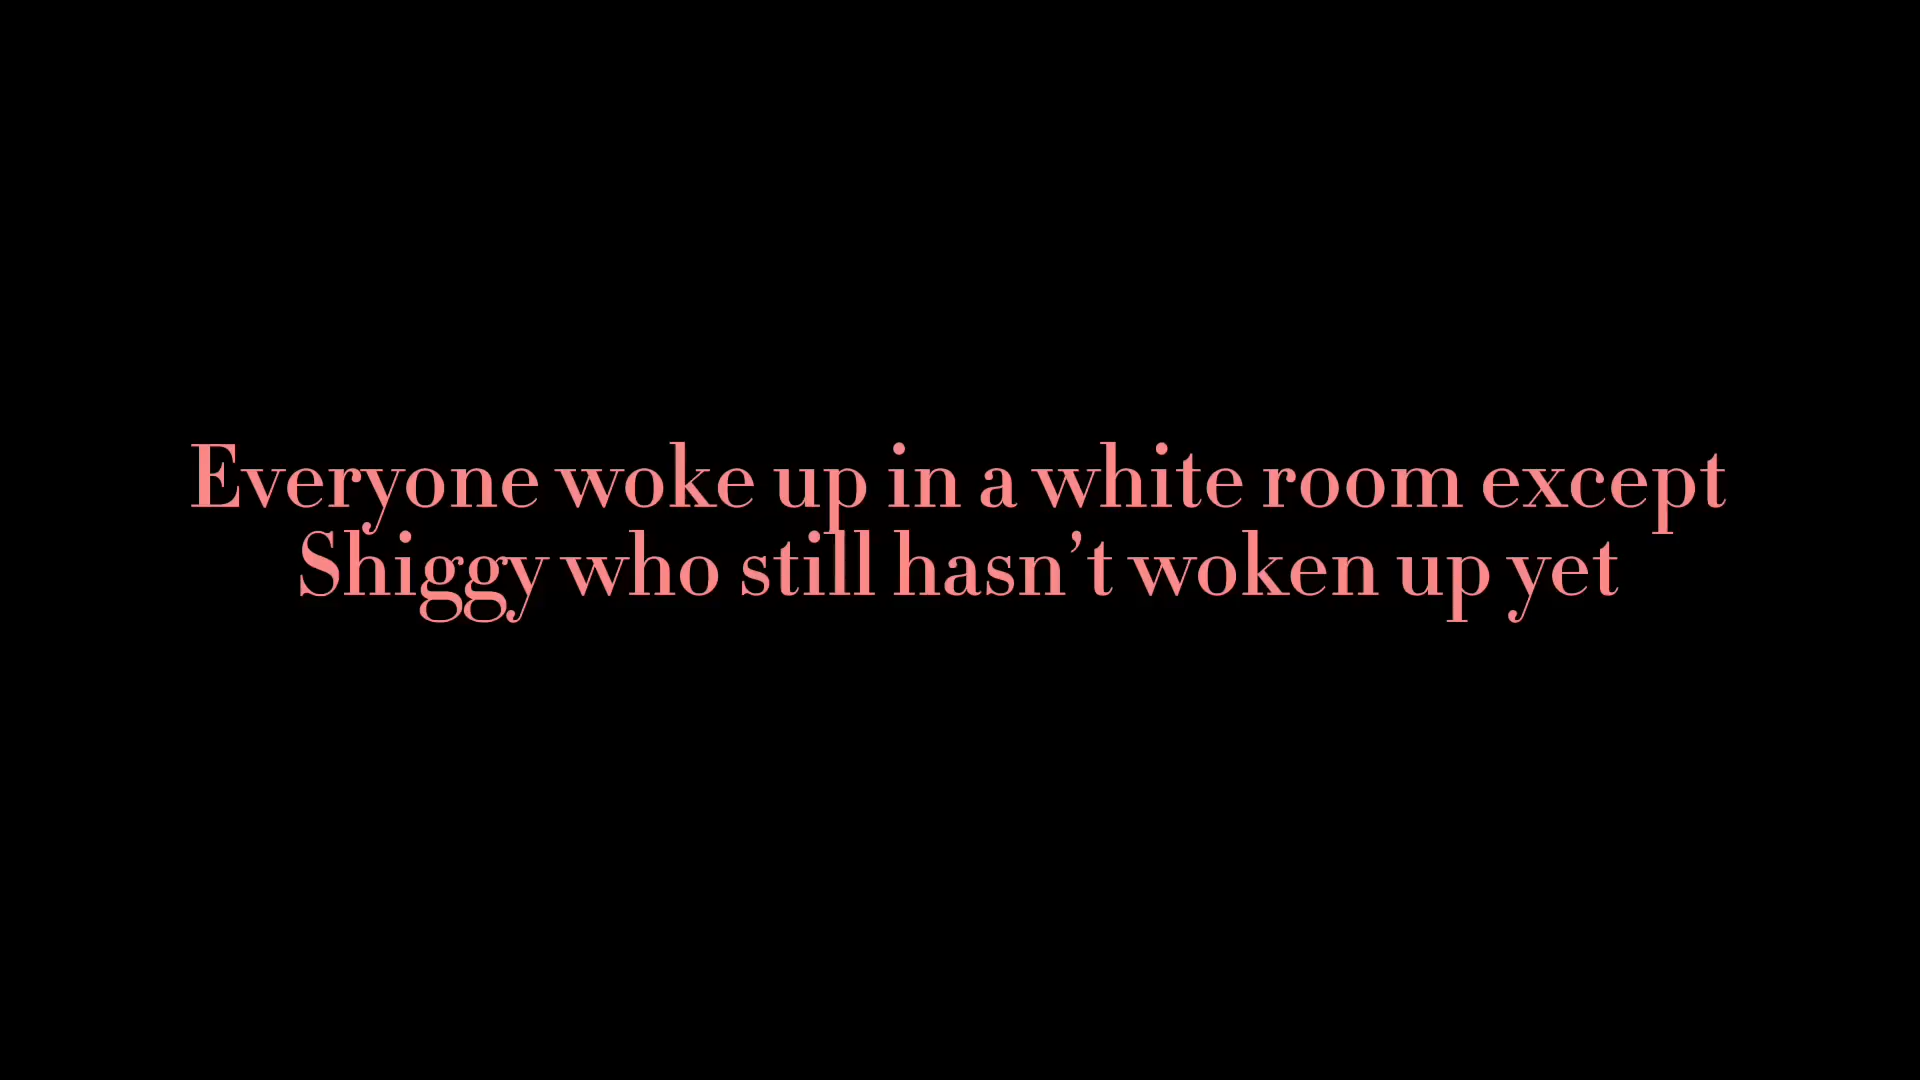 Everyone woke up in a white room except
Shiggy who still hasn’t woken up yet